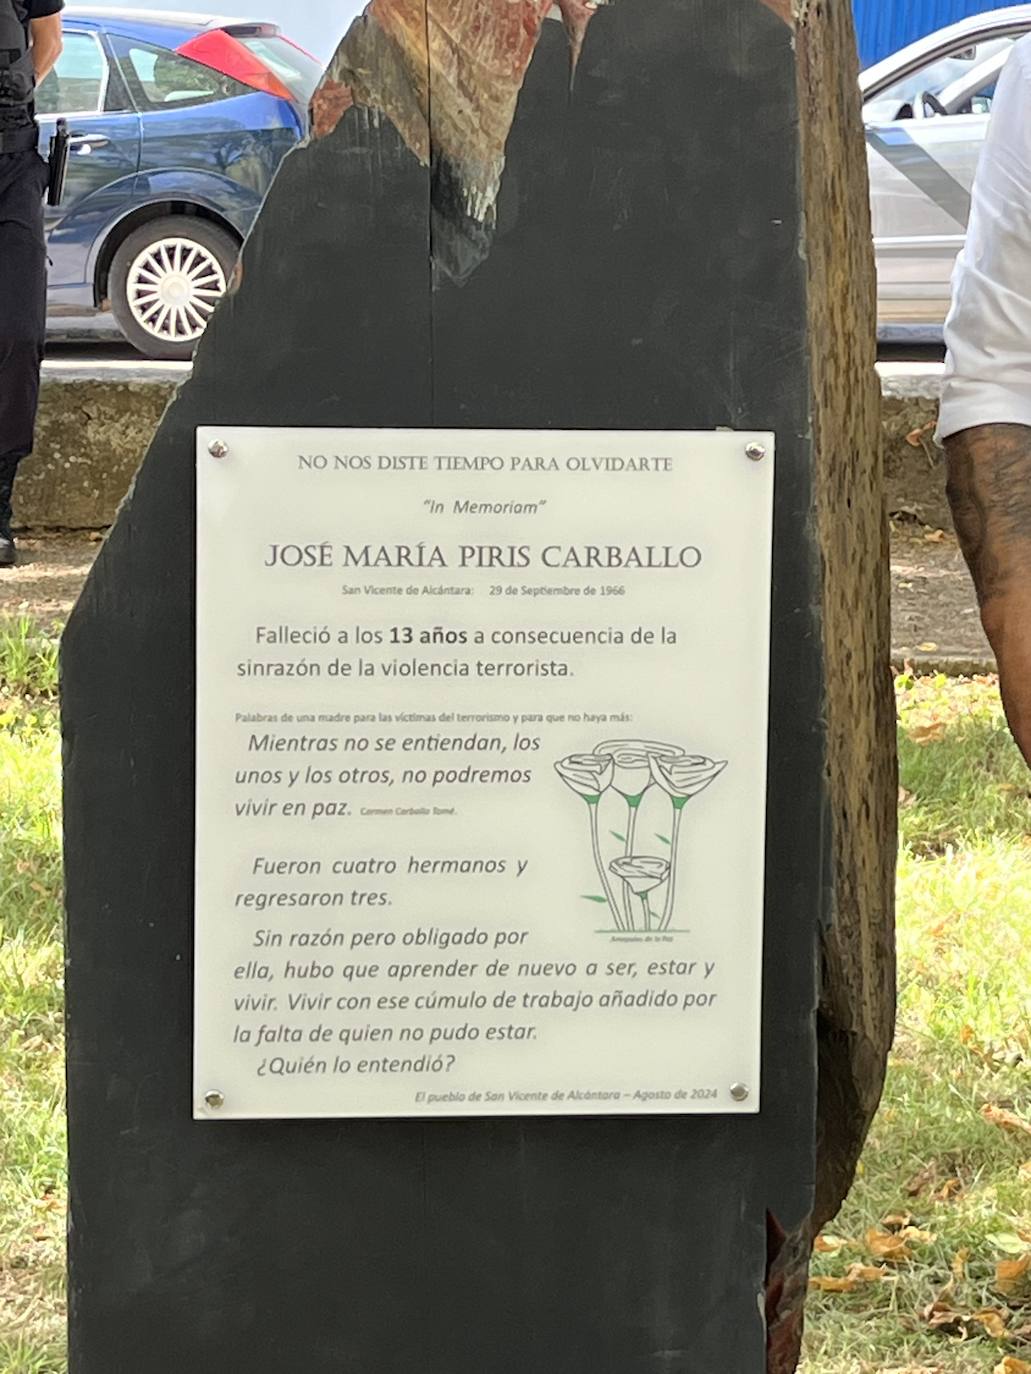 NO NOS DISTE TIEMPO PARA OLVIDARTE
"In Memoriam"
JOSÉ MARÍA PIRIS CARBALLO
San Vicente de Alcántara: 29 de Septiembre de 1966
Falleció a los 13 años a consecuencia de la
sinrazón de la violencia terrorista.
Palabras de una madre para las víctimas del terrorismo y para que no haya más:
Mientras no se entiendan, los
unos y los otros, no podremos
vivir en paz. Carmen Carballo Tomé.
Fueron cuatro hermanos y
regresaron tres.
Sin razón pero obligado por
ella, hubo que aprender de nuevo a ser, estar y
vivir. Vivir con ese cúmulo de trabajo añadido por
la falta de quien no pudo estar.
¿Quién lo entendió?
de la Paz
El pueblo de San Vicente de Alcántara – Agosto de 2024